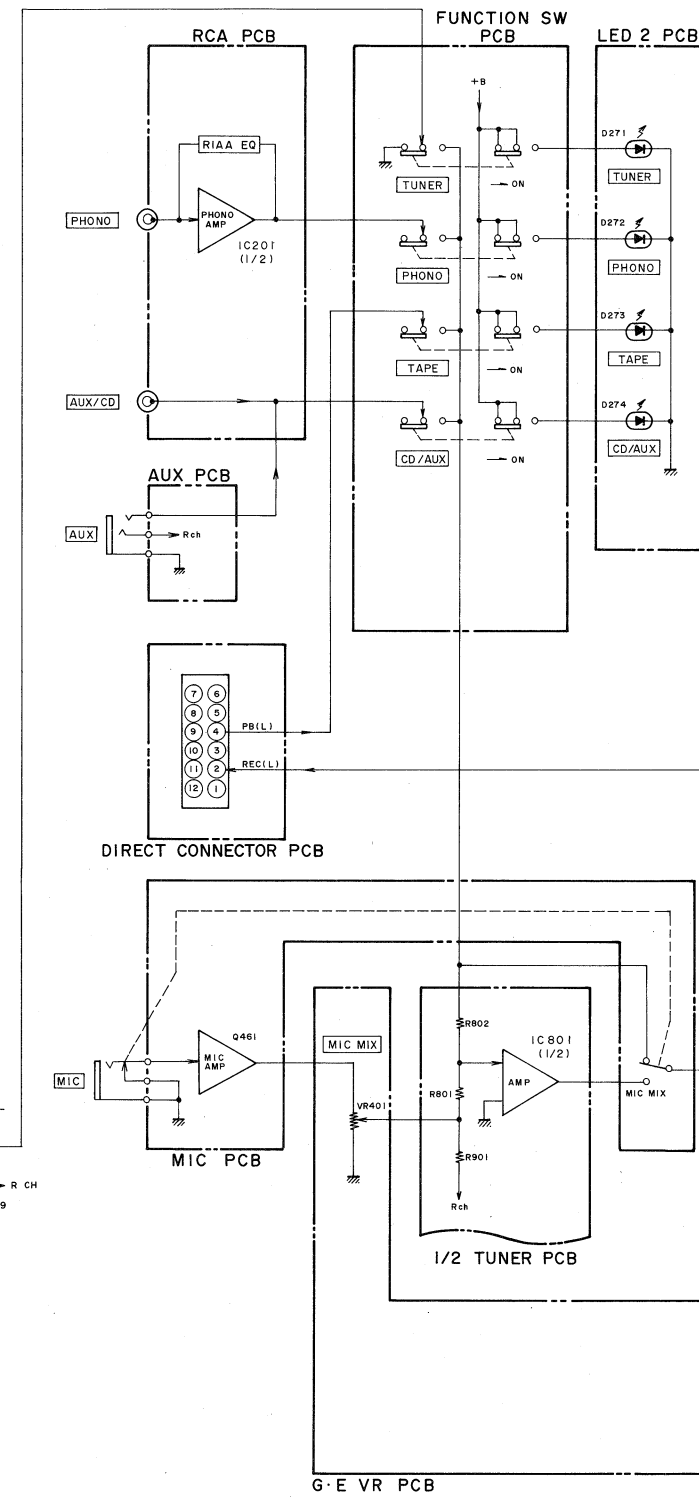 FUNCTION SW
PCB
RCA PCB
LED 2 PCB
+B
RIAA EQ
D271
TUNER
→ ON
TUNER
PHONO
PHONO
AMP
IC201
(1/2)
D272
PHONO
→ ON
PHONO
D273
TAPE
→ ON
TAPE
AUX/CD
D274
CD/AUX
→ ON
CD/AUX
AUX PCB
AUX
Rch
7 6
8 5
9 4
10 3
11 2
12 1
PB(L)
REC(L)
DIRECT CONNECTOR PCB
Q461
MIC
AMP
MIC MIX
R802
IC801
(1/2)
MIC
R801
AMP
MIC MIX
VR401
R901
MIC PCB
R CH
9
Rch
1/2 TUNER PCB
G·E VR PCB